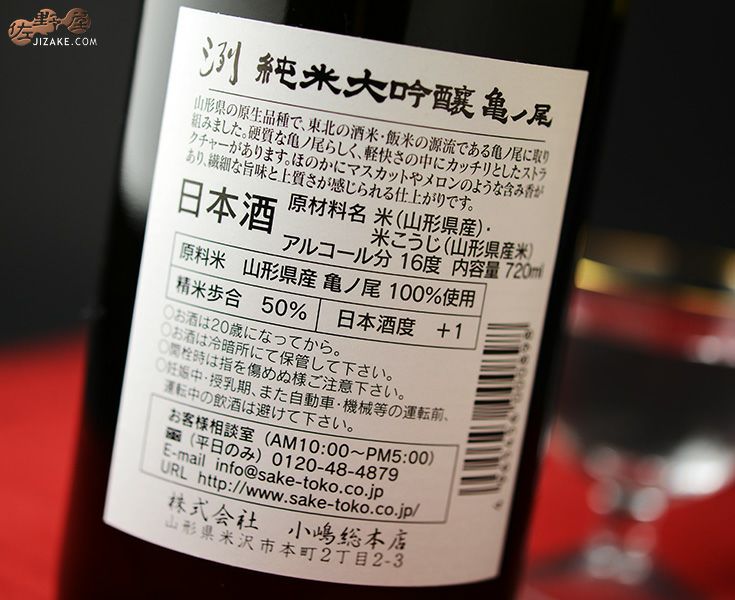 佐野屋
JIZAKE.COM
洌 純米大吟醸 亀ノ尾
山形県の原生品種で、東北の酒米・飯米の源流である亀ノ尾に取り
組みました。硬質な亀ノ尾らしく、軽快さの中にカッチリとしたストラ
クチャーがあります。ほのかにマスカットやメロンのような含み香が
あり、繊細な旨味と上質さが感じられる仕上がりです。
日本酒 原材料名 米(山形県産)・
米こうじ(山形県産米)
アルコール分 16度 内容量 720ml
原料米 山形県産 亀ノ尾 100%使用
精米歩合 50% 日本酒度 +1
○お酒は20歳になってから。
○お酒は冷暗所にて保管して下さい。
○開栓時は指を傷めぬ様ご注意下さい。
○妊娠中・授乳期、また自動車・機械等の運転前、
運転中の飲酒は避けて下さい。
お客様相談室 (AM10:00〜PM5:00)
(平日のみ) 0120-48-4879
E-mail info@sake-toko.co.jp
URL http://www.sake-toko.co.jp/
株式会社 小嶋総本店
山形県米沢市本町2丁目2-3